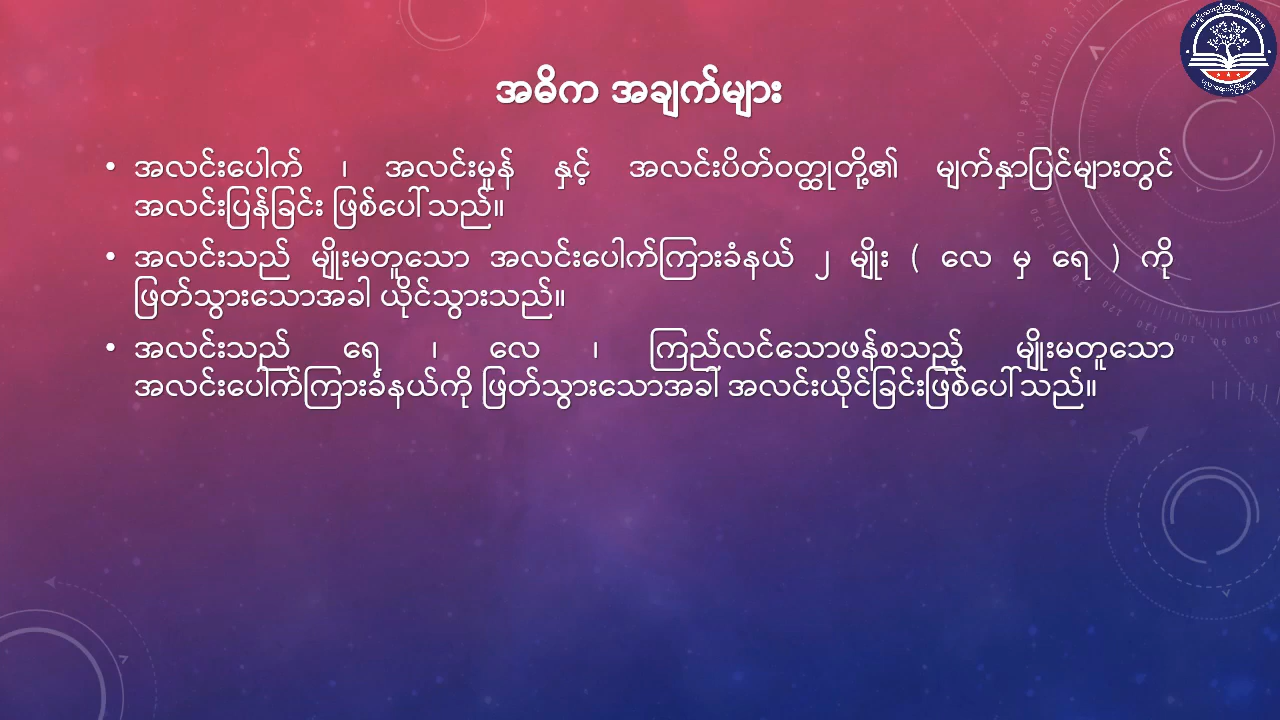 အဓိက အချက်များ
• အလင်းပေါက် ၊ အလင်းမှုန် နှင့် အလင်းပိတ်ဝတ္ထုတို့၏ မျက်နှာပြင်များတွင်
အလင်းပြန်ခြင်း ဖြစ်ပေါ်သည်။
• အလင်းသည် မျိုးမတူသော အလင်းပေါက်ကြားခံနယ် ၂ မျိုး ( လေ မှ ရေ ) ကို
ဖြတ်သွားသောအခါ ယိုင်သွားသည်။
• အလင်းသည် ရေ ၊ လေ ၊ ကြည်လင်သောဖန်စသည့် မျိုးမတူသော
အလင်းပေါက်ကြားခံနယ်ကို ဖြတ်သွားသောအခါ အလင်းယိုင်ခြင်းဖြစ်ပေါ်သည်။